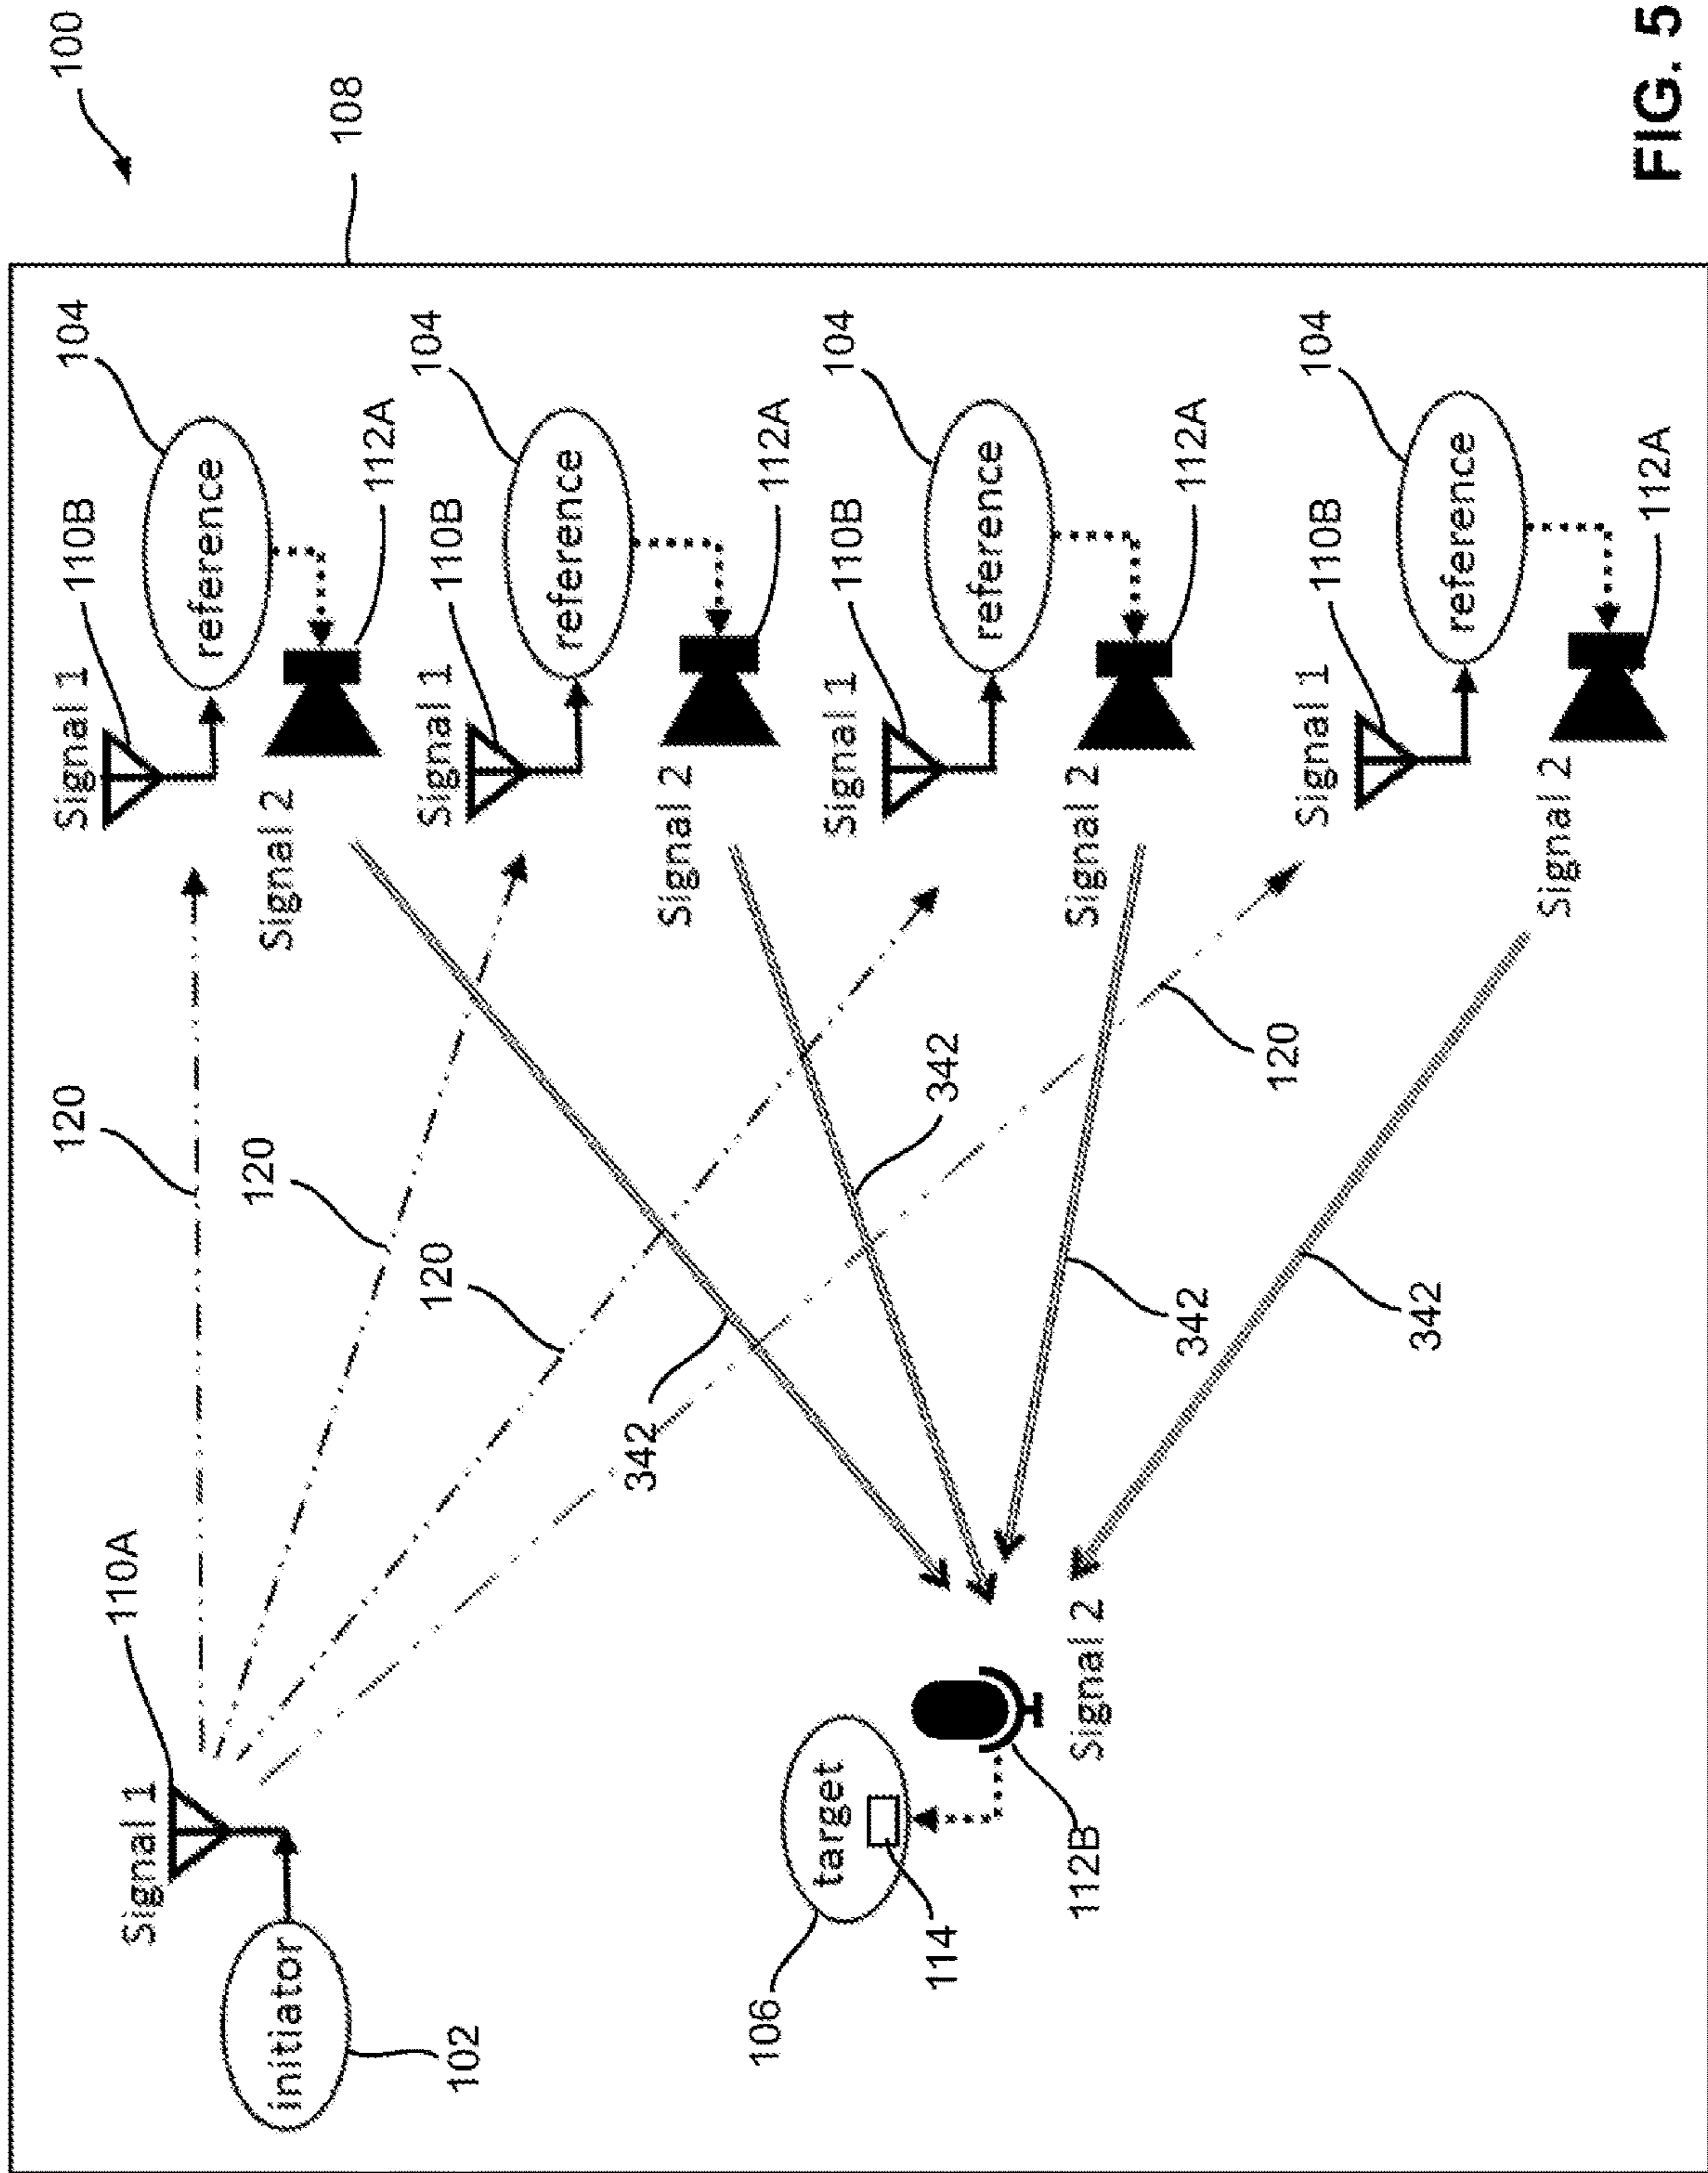 100
108
120
Signal 1
110B
104
110A
Signal 1
reference
initiator
120
Signal 2
112A
102
120
Signal 1
110B
104
reference
342
Signal 2
112A
106
target
Signal 1
110B
104
114
342
reference
112B
Signal 2
Signal 2
112A
342
120
Signal 1
110B
104
342
reference
Signal 2
112A
FIG. 5